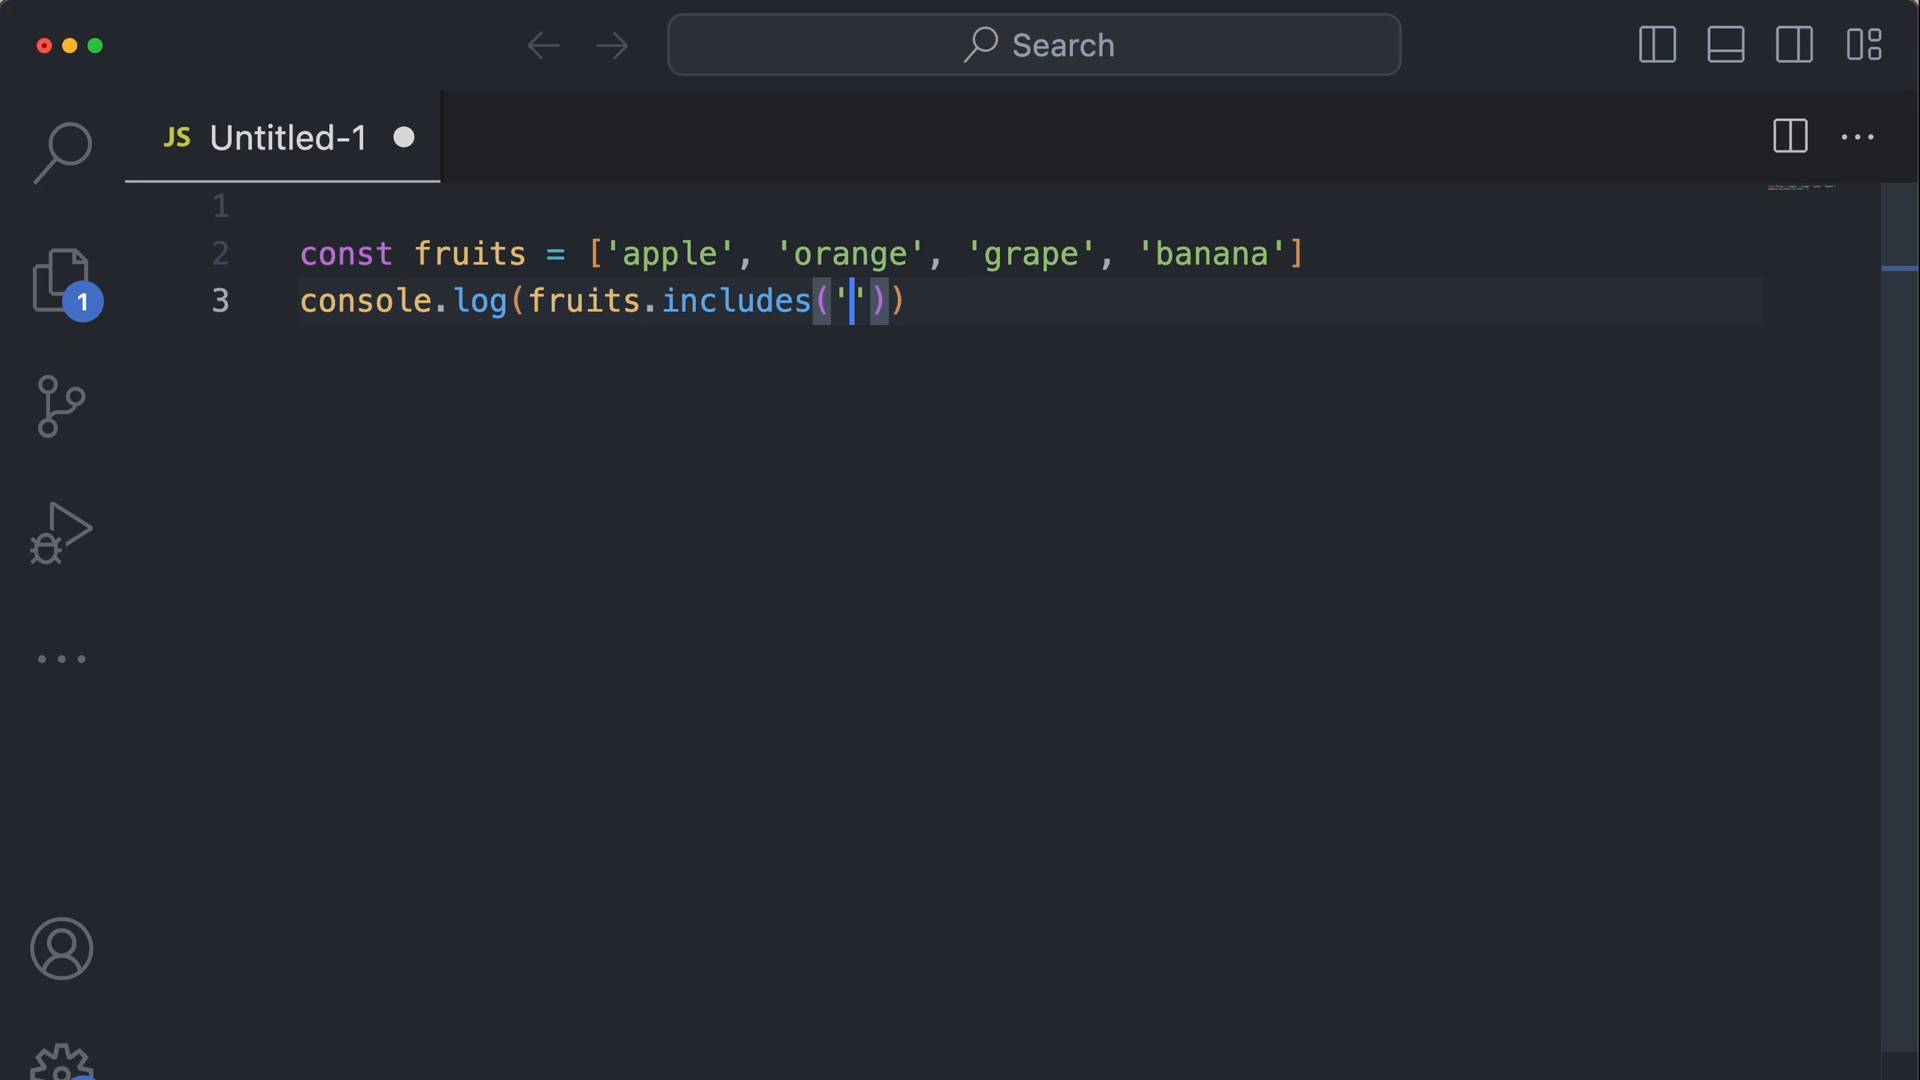 Search
JS Untitled-1
1
2 const fruits = ['apple', 'orange', 'grape', 'banana']
3 console.log(fruits.includes(''))
1